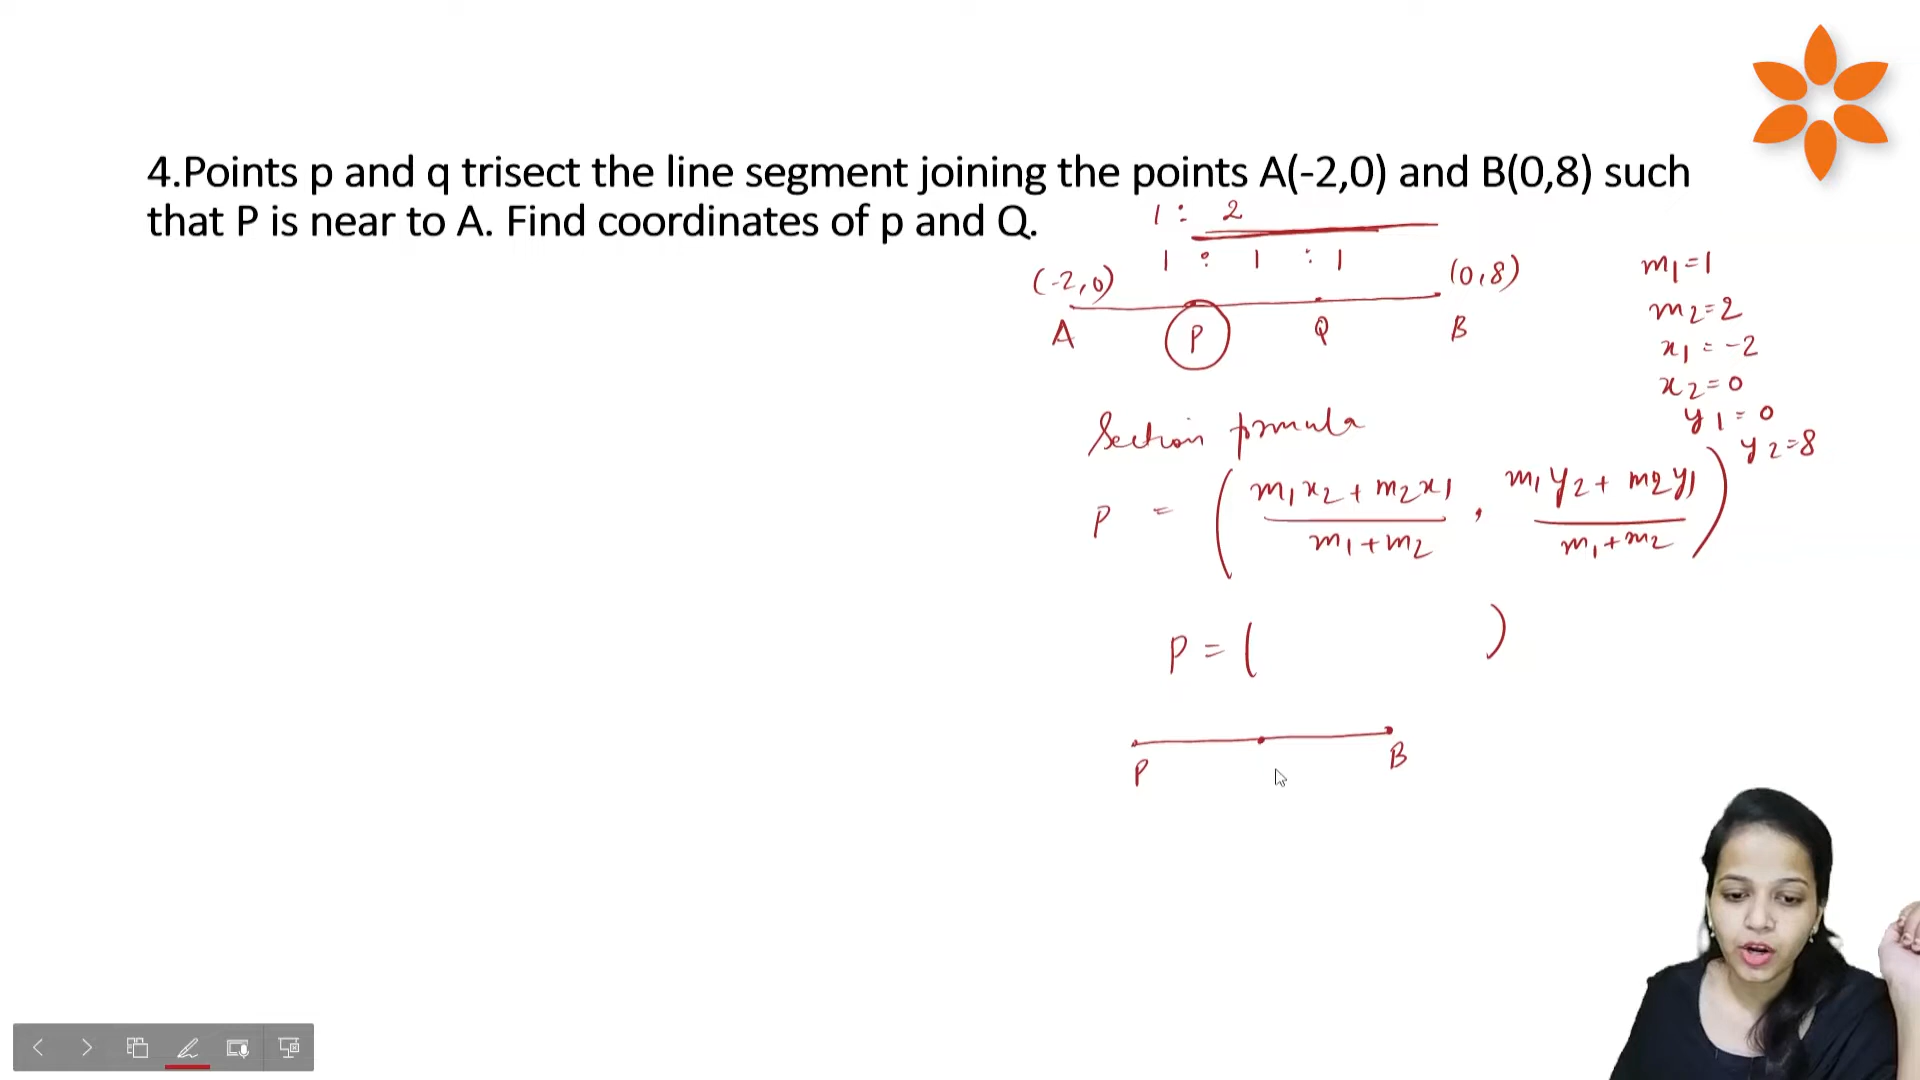 4.Points p and q trisect the line segment joining the points A(-2,0) and B(0,8) such
that P is near to A. Find coordinates of p and Q.
1 : 2
1 : 1 : 1
(-2,0) (0,8)
A P Q B
m1=1
m2=2
x1=-2
x2=0
y1=0
y2=8
Section formula
P = ( m1x2+m2x1 / m1+m2 , m1y2+m2y1 / m1+m2 )
P = ( )
P B